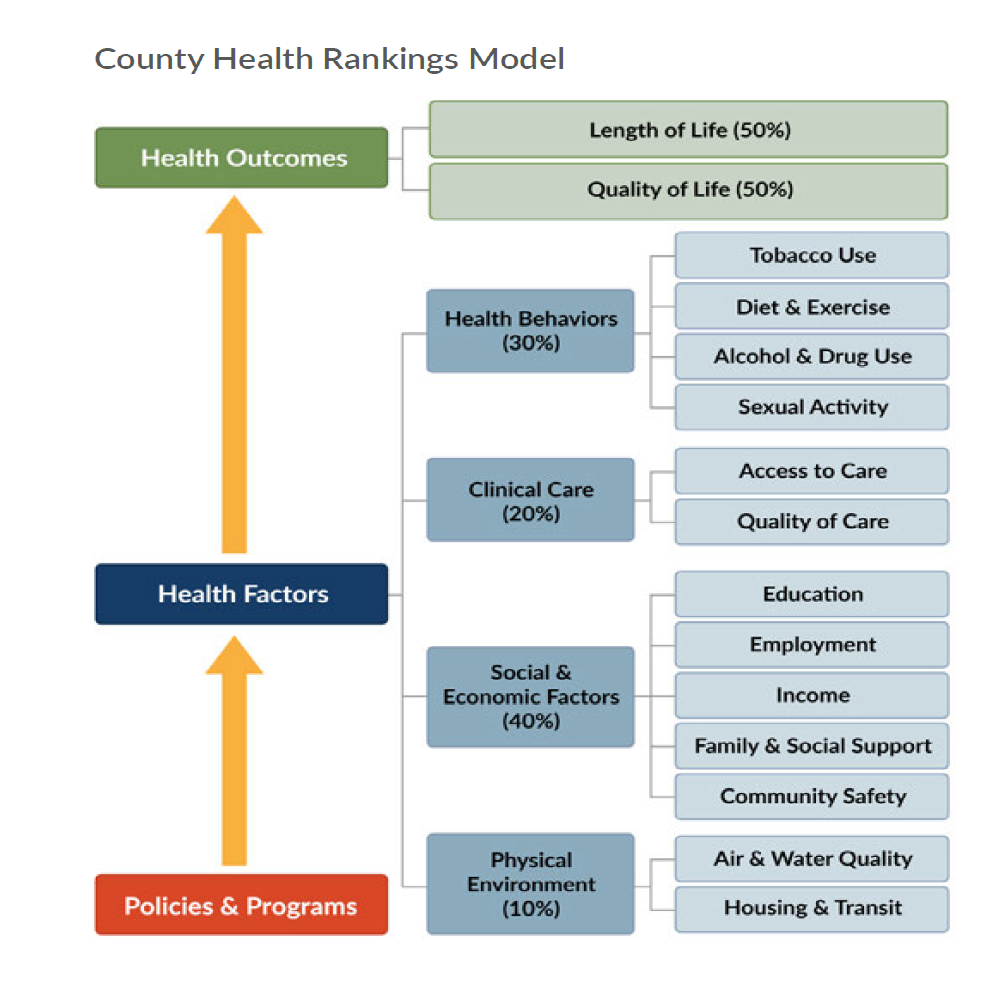 County Health Rankings Model
Health Outcomes
Length of Life (50%)
Quality of Life (50%)
Health Factors
Health Behaviors
(30%)
Tobacco Use
Diet & Exercise
Alcohol & Drug Use
Sexual Activity
Clinical Care
(20%)
Access to Care
Quality of Care
Social &
Economic Factors
(40%)
Education
Employment
Income
Family & Social Support
Community Safety
Physical
Environment
(10%)
Air & Water Quality
Housing & Transit
Policies & Programs